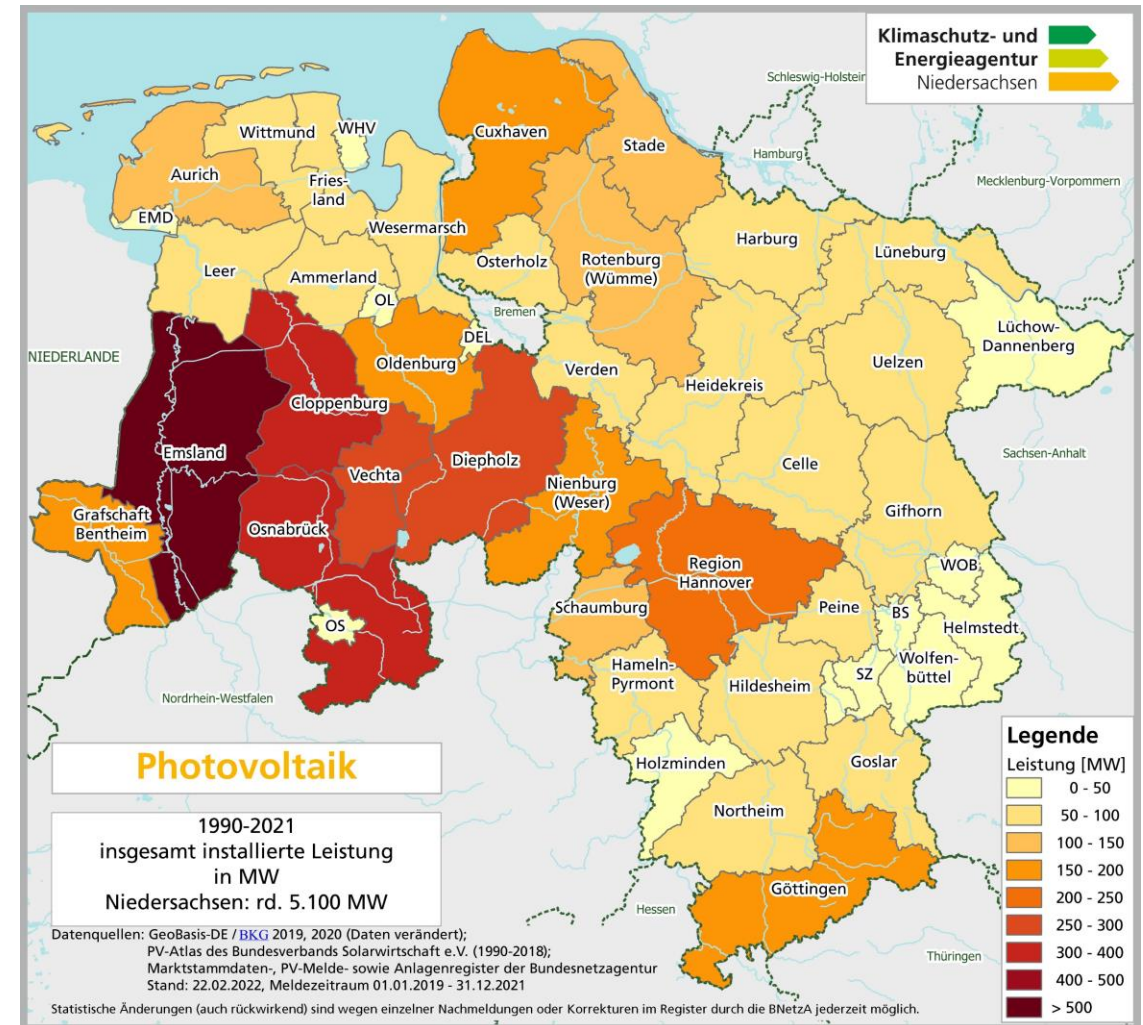 Klimaschutz- und
Energieagentur
Niedersachsen
Schleswig-Holstein
Hamburg
Mecklenburg-Vorpommern
Wittmund
WHV
Cuxhaven
Stade
Aurich
Fries-
land
EMD
Wesermarsch
Harburg
Lüneburg
Leer
Ammerland
Osterholz
Rotenburg
(Wümme)
OL
Bremen
Lüchow-
Dannenberg
NIEDERLANDE
DEL
Oldenburg
Verden
Heidekreis
Uelzen
Cloppenburg
Emsland
Vechta
Diepholz
Celle
Sachsen-Anhalt
Nienburg
(Weser)
Gifhorn
Grafschaft
Bentheim
Osnabrück
Region
Hannover
WOB
Schaumburg
Peine
BS
Helmstedt
OS
Hameln-
Pyrmont
Hildesheim
SZ
Wolfen-
büttel
Nordrhein-Westfalen
Holzminden
Goslar
Northeim
Göttingen
Hessen
Thüringen
Photovoltaik
1990-2021
insgesamt installierte Leistung
in MW
Niedersachsen: rd. 5.100 MW
Legende
Leistung [MW]
0 - 50
50 - 100
100 - 150
150 - 200
200 - 250
250 - 300
300 - 400
400 - 500
> 500
Datenquellen: GeoBasis-DE / BKG 2019, 2020 (Daten verändert);
PV-Atlas des Bundesverbands Solarwirtschaft e.V. (1990-2018);
Marktstammdaten-, PV-Melde- sowie Anlagenregister der Bundesnetzagentur
Stand: 22.02.2022, Meldezeitraum 01.01.2019 - 31.12.2021
Statistische Änderungen (auch rückwirkend) sind wegen einzelner Nachmeldungen oder Korrekturen im Register durch die BNetzA jederzeit möglich.